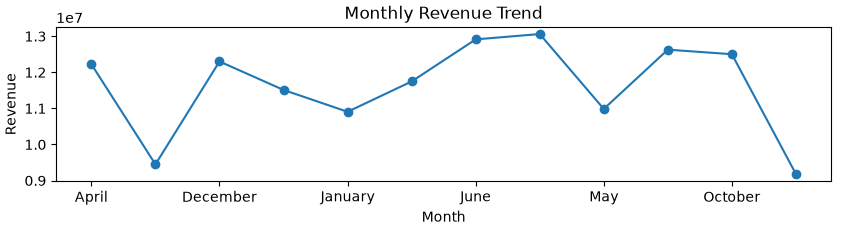 Monthly Revenue Trend
1e7
1.3
1.2
1.1
1.0
0.9
Revenue
April December January June May October
Month